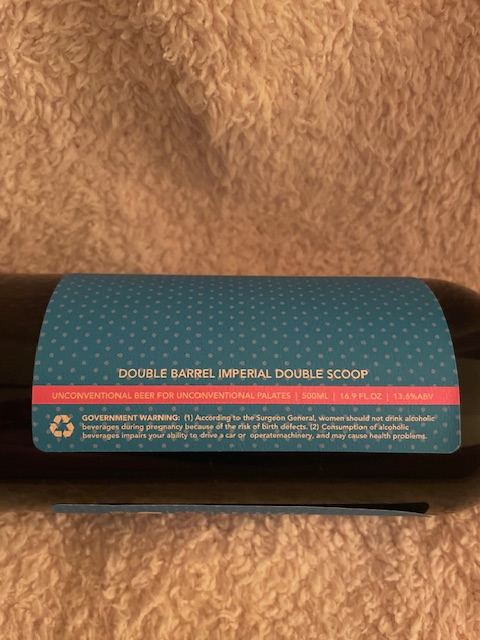 DOUBLE BARREL IMPERIAL DOUBLE SCOOP
UNCONVENTIONAL BEER FOR UNCONVENTIONAL PALATES | 500ML | 16.9 FL.OZ | 13.6%ABV
GOVERNMENT WARNING: (1) According to the Surgeon General, women should not drink alcoholic
beverages during pregnancy because of the risk of birth defects. (2) Consumption of alcoholic
beverages impairs your ability to drive a car or operatemachinery, and may cause health problems.